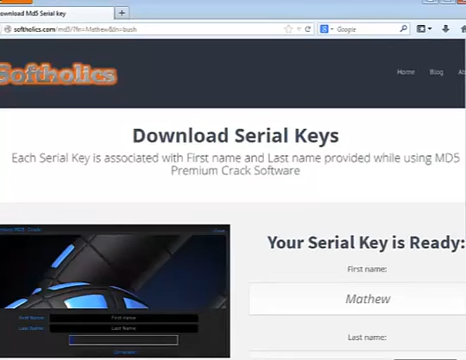 Download Md5 Serial key
softholics.com/md5/?fn=Mathew&ln=bush
Google
Softholics
Home Blog
Download Serial Keys
Each Serial Key is associated with First name and Last name provided while using MD5
Premium Crack Software
Your Serial Key is Ready:
First name:
Mathew
Last name:
First Name
Last Name